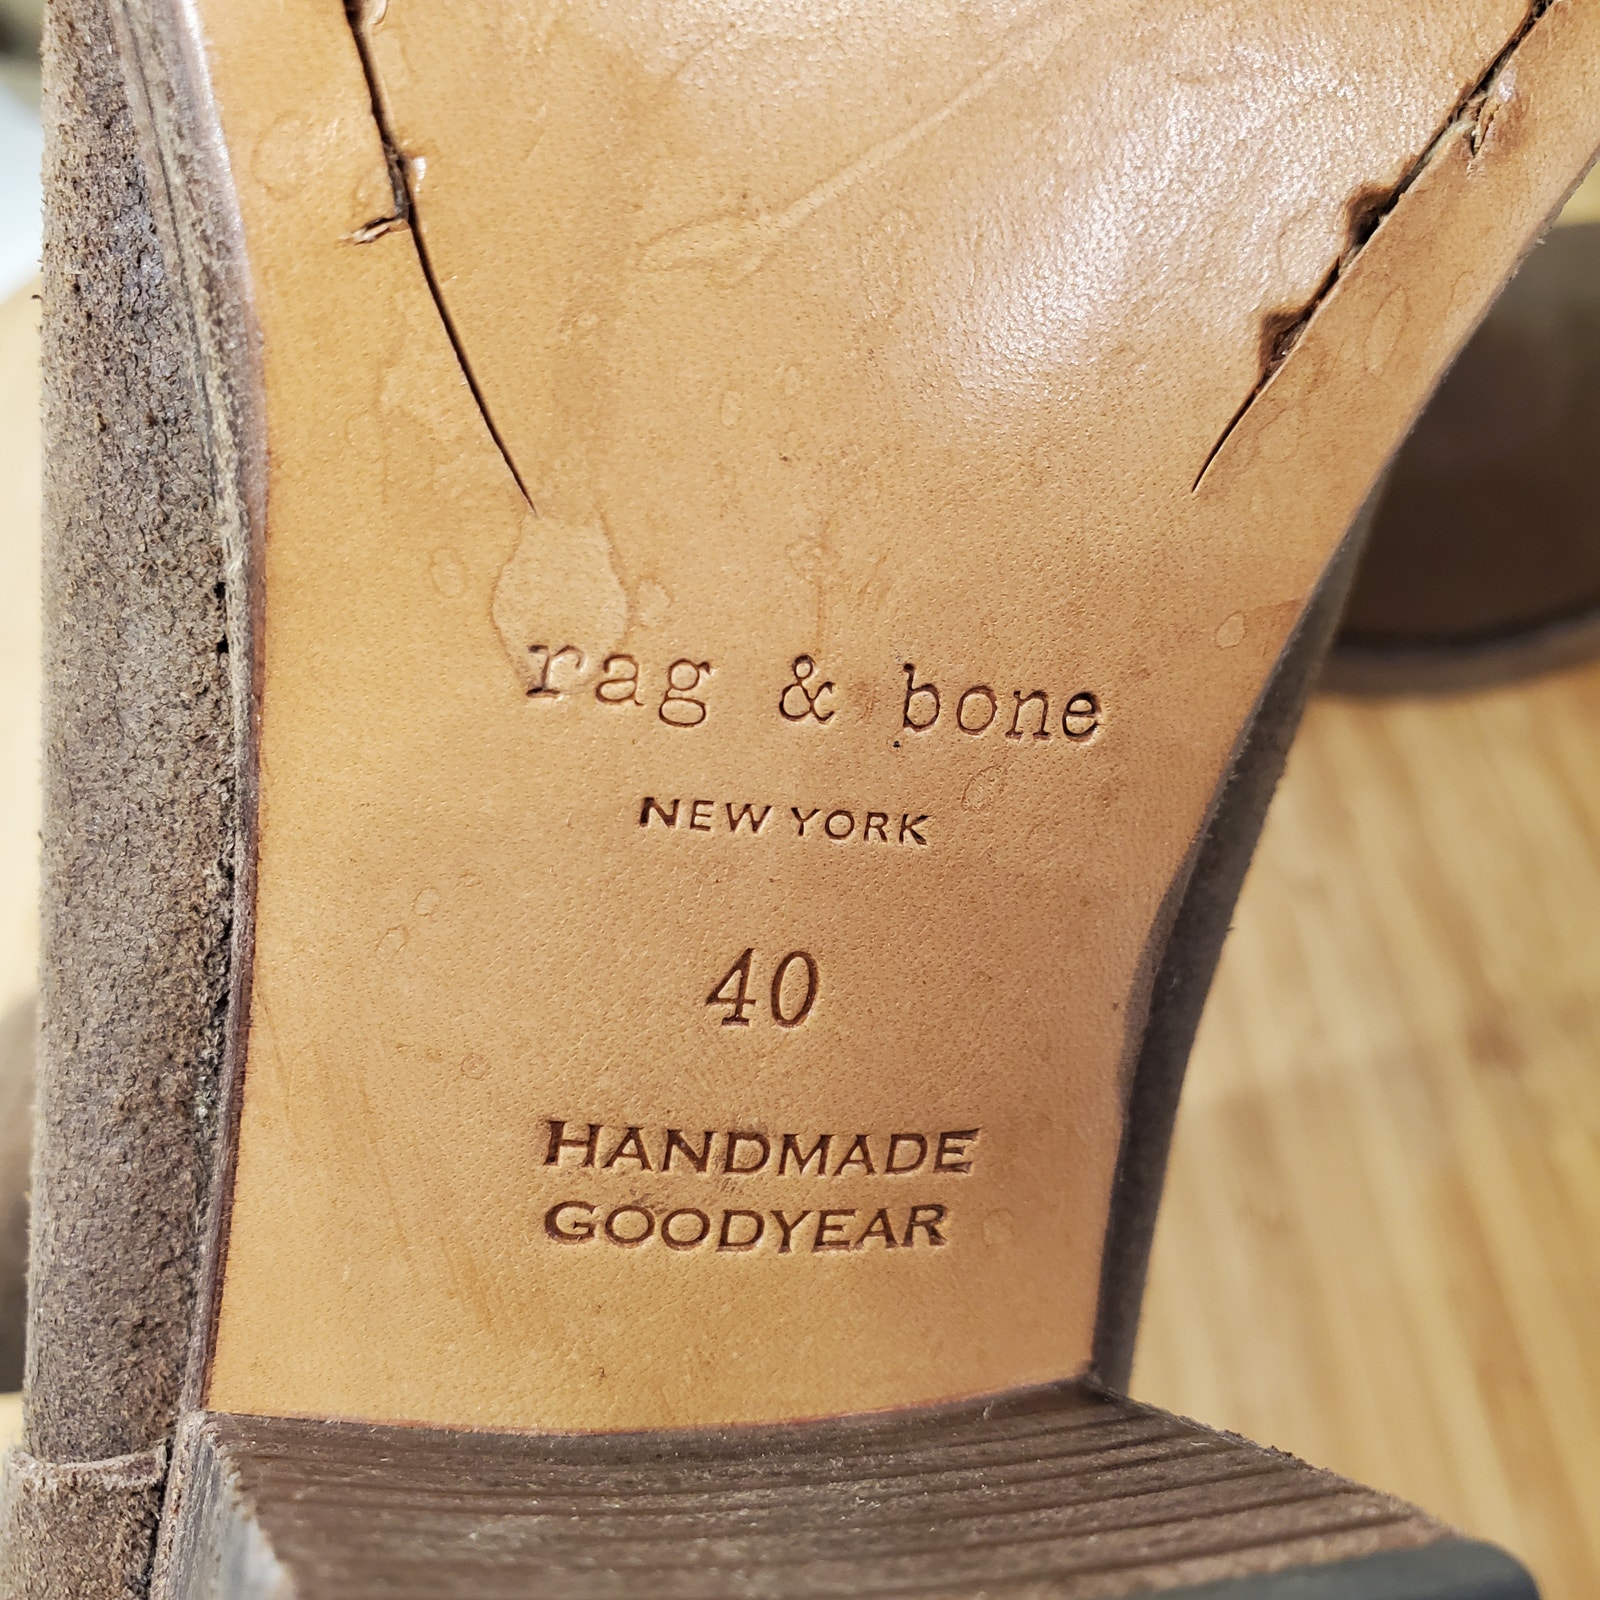 rag & bone
NEW YORK
40
HANDMADE
GOODYEAR